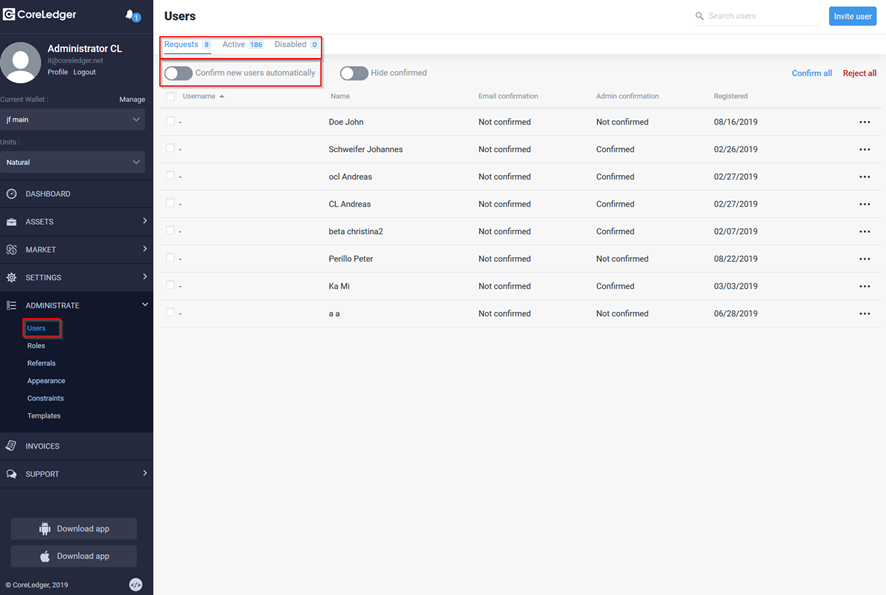 CoreLedger
1
Administrator CL
it@coreledger.net
Profile Logout
Current Wallet : Manage
jf main
Units :
Natural
DASHBOARD
ASSETS
MARKET
SETTINGS
ADMINISTRATE
Users
Roles
Referrals
Appearance
Constraints
Templates
INVOICES
SUPPORT
Download app
Download app
© CoreLedger, 2019 </>
Users Search users Invite user
Requests 8 Active 186 Disabled 0
Confirm new users automatically Hide confirmed Confirm all Reject all
Username Name Email confirmation Admin confirmation Registered
- Doe John Not confirmed Not confirmed 08/16/2019
- Schweifer Johannes Not confirmed Confirmed 02/26/2019
- ocl Andreas Not confirmed Confirmed 02/27/2019
- CL Andreas Not confirmed Confirmed 02/27/2019
- beta christina2 Not confirmed Confirmed 02/07/2019
- Perillo Peter Not confirmed Not confirmed 08/22/2019
- Ka Mi Not confirmed Confirmed 03/03/2019
- a a Not confirmed Not confirmed 06/28/2019